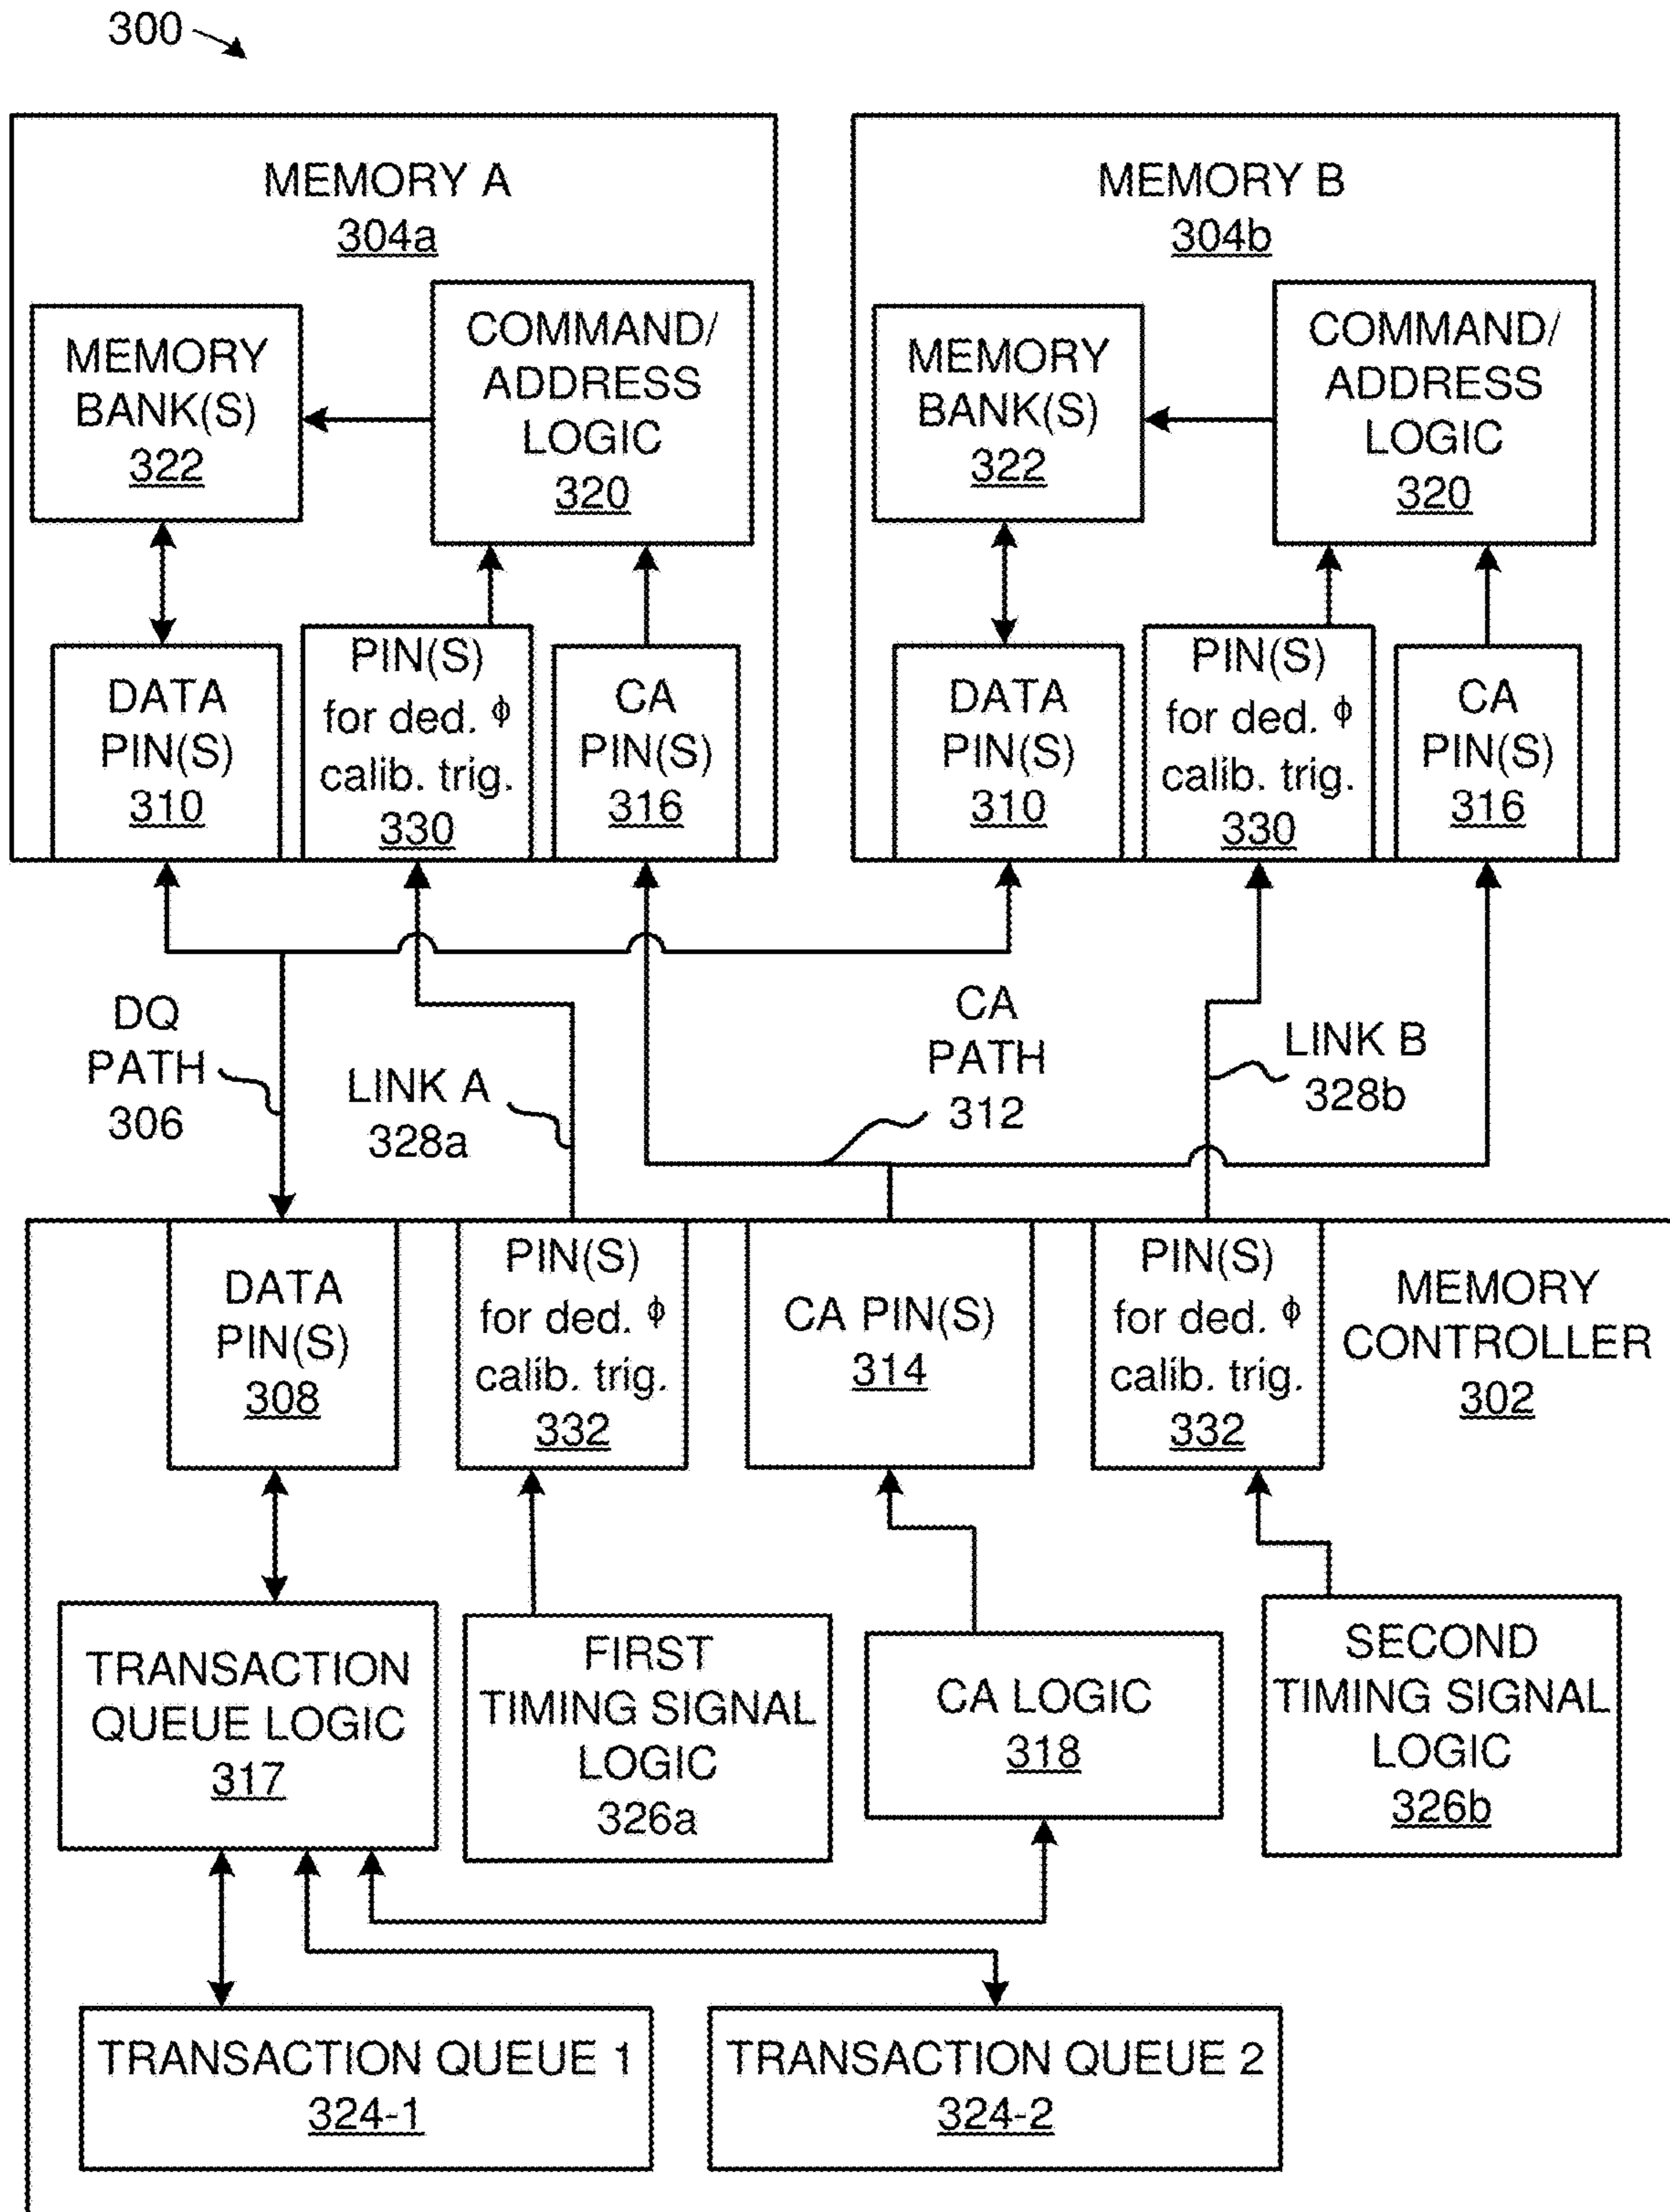 300
MEMORY A
304a
MEMORY
BANK(S)
322
COMMAND/
ADDRESS
LOGIC
320
DATA
PIN(S)
310
PIN(S)
for ded. ϕ
calib. trig.
330
CA
PIN(S)
316
MEMORY B
304b
MEMORY
BANK(S)
322
COMMAND/
ADDRESS
LOGIC
320
DATA
PIN(S)
310
PIN(S)
for ded. ϕ
calib. trig.
330
CA
PIN(S)
316
DQ
PATH
306
LINK A
328a
CA
PATH
312
LINK B
328b
DATA
PIN(S)
308
PIN(S)
for ded. ϕ
calib. trig.
332
CA PIN(S)
314
PIN(S)
for ded. ϕ
calib. trig.
332
MEMORY
CONTROLLER
302
TRANSACTION
QUEUE LOGIC
317
FIRST
TIMING SIGNAL
LOGIC
326a
CA LOGIC
318
SECOND
TIMING SIGNAL
LOGIC
326b
TRANSACTION QUEUE 1
324-1
TRANSACTION QUEUE 2
324-2